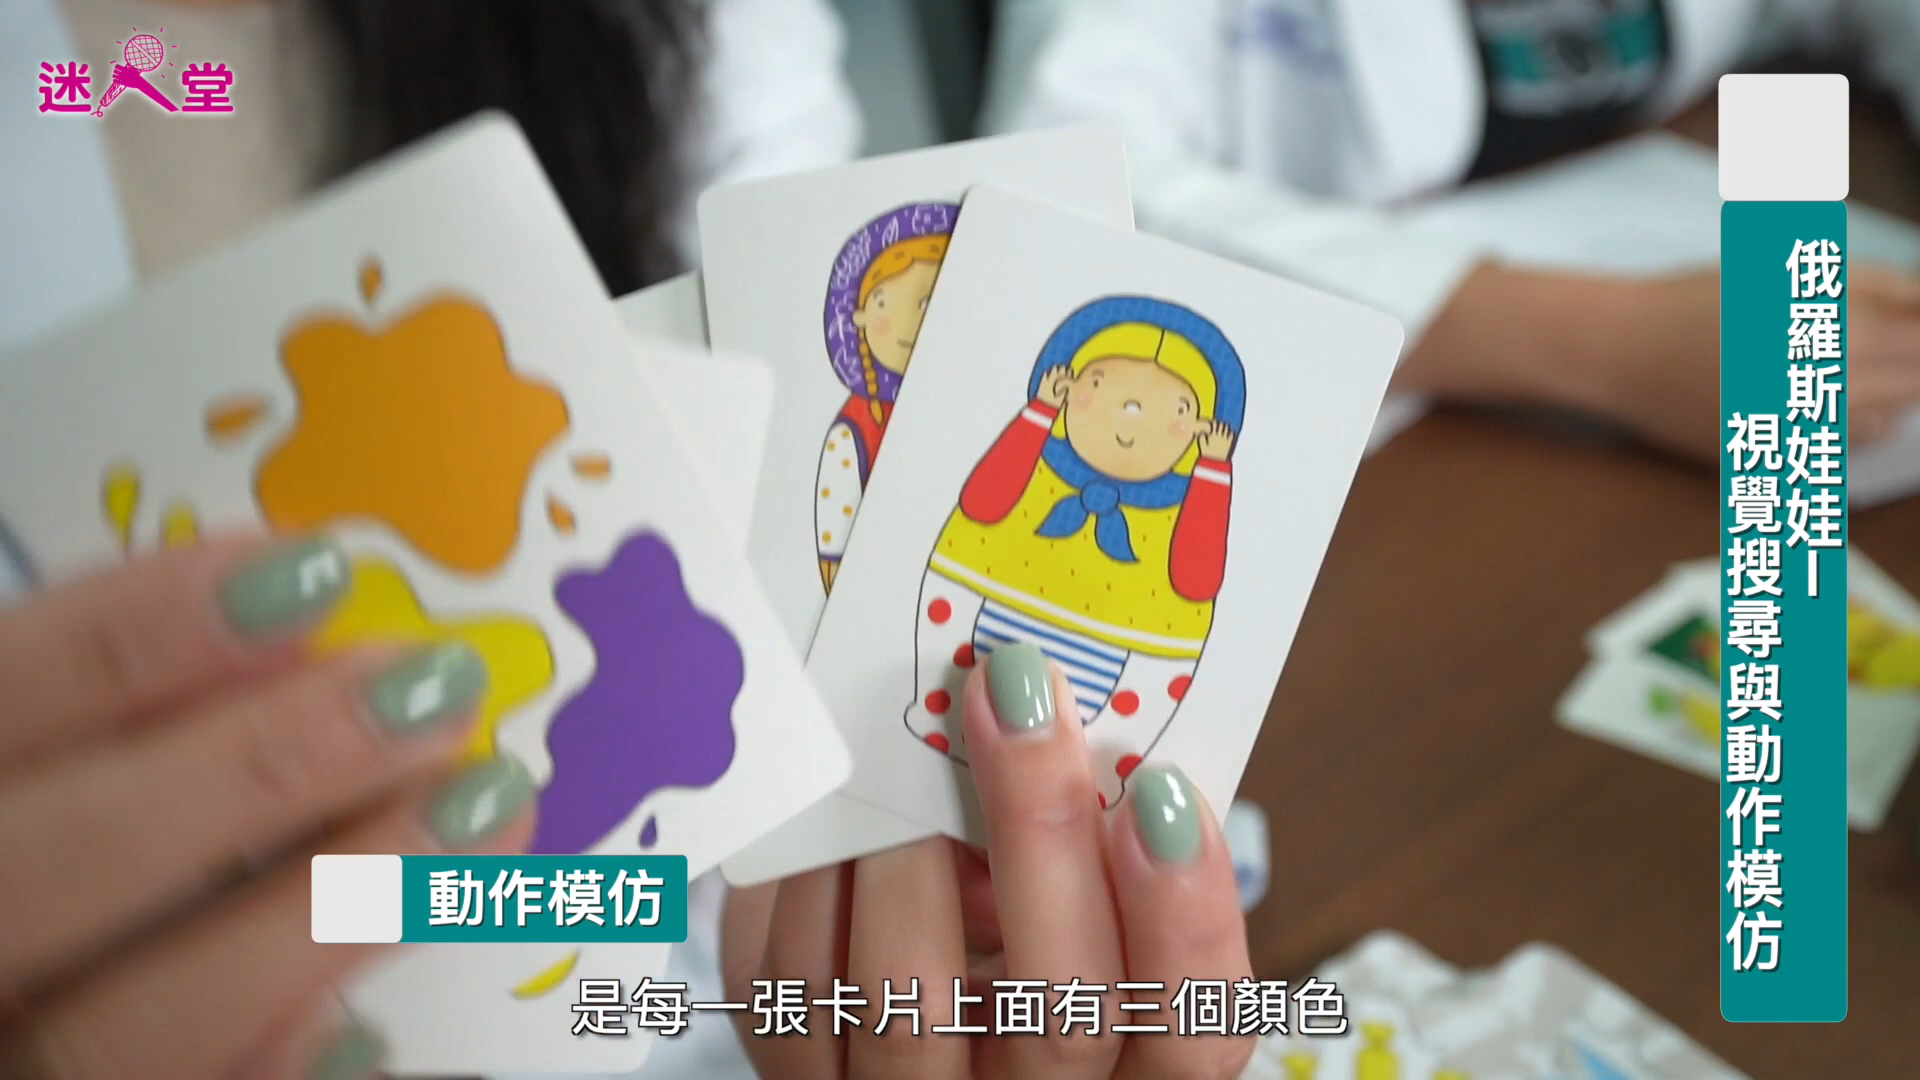 迷人堂
俄羅斯娃娃—
視覺搜尋與動作模仿
動作模仿
是每一張卡片上面有三個顏色